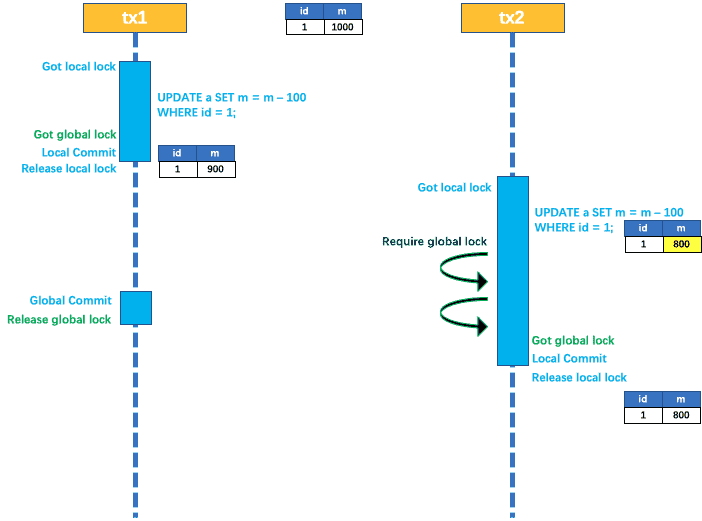 tx1
id m
1 1000
tx2
Got local lock
UPDATE a SET m = m – 100
WHERE id = 1;
Got global lock
Local Commit
Release local lock
id m
1 900
Got local lock
UPDATE a SET m = m – 100
WHERE id = 1;
id m
1 800
Require global lock
Global Commit
Release global lock
Got global lock
Local Commit
Release local lock
id m
1 800